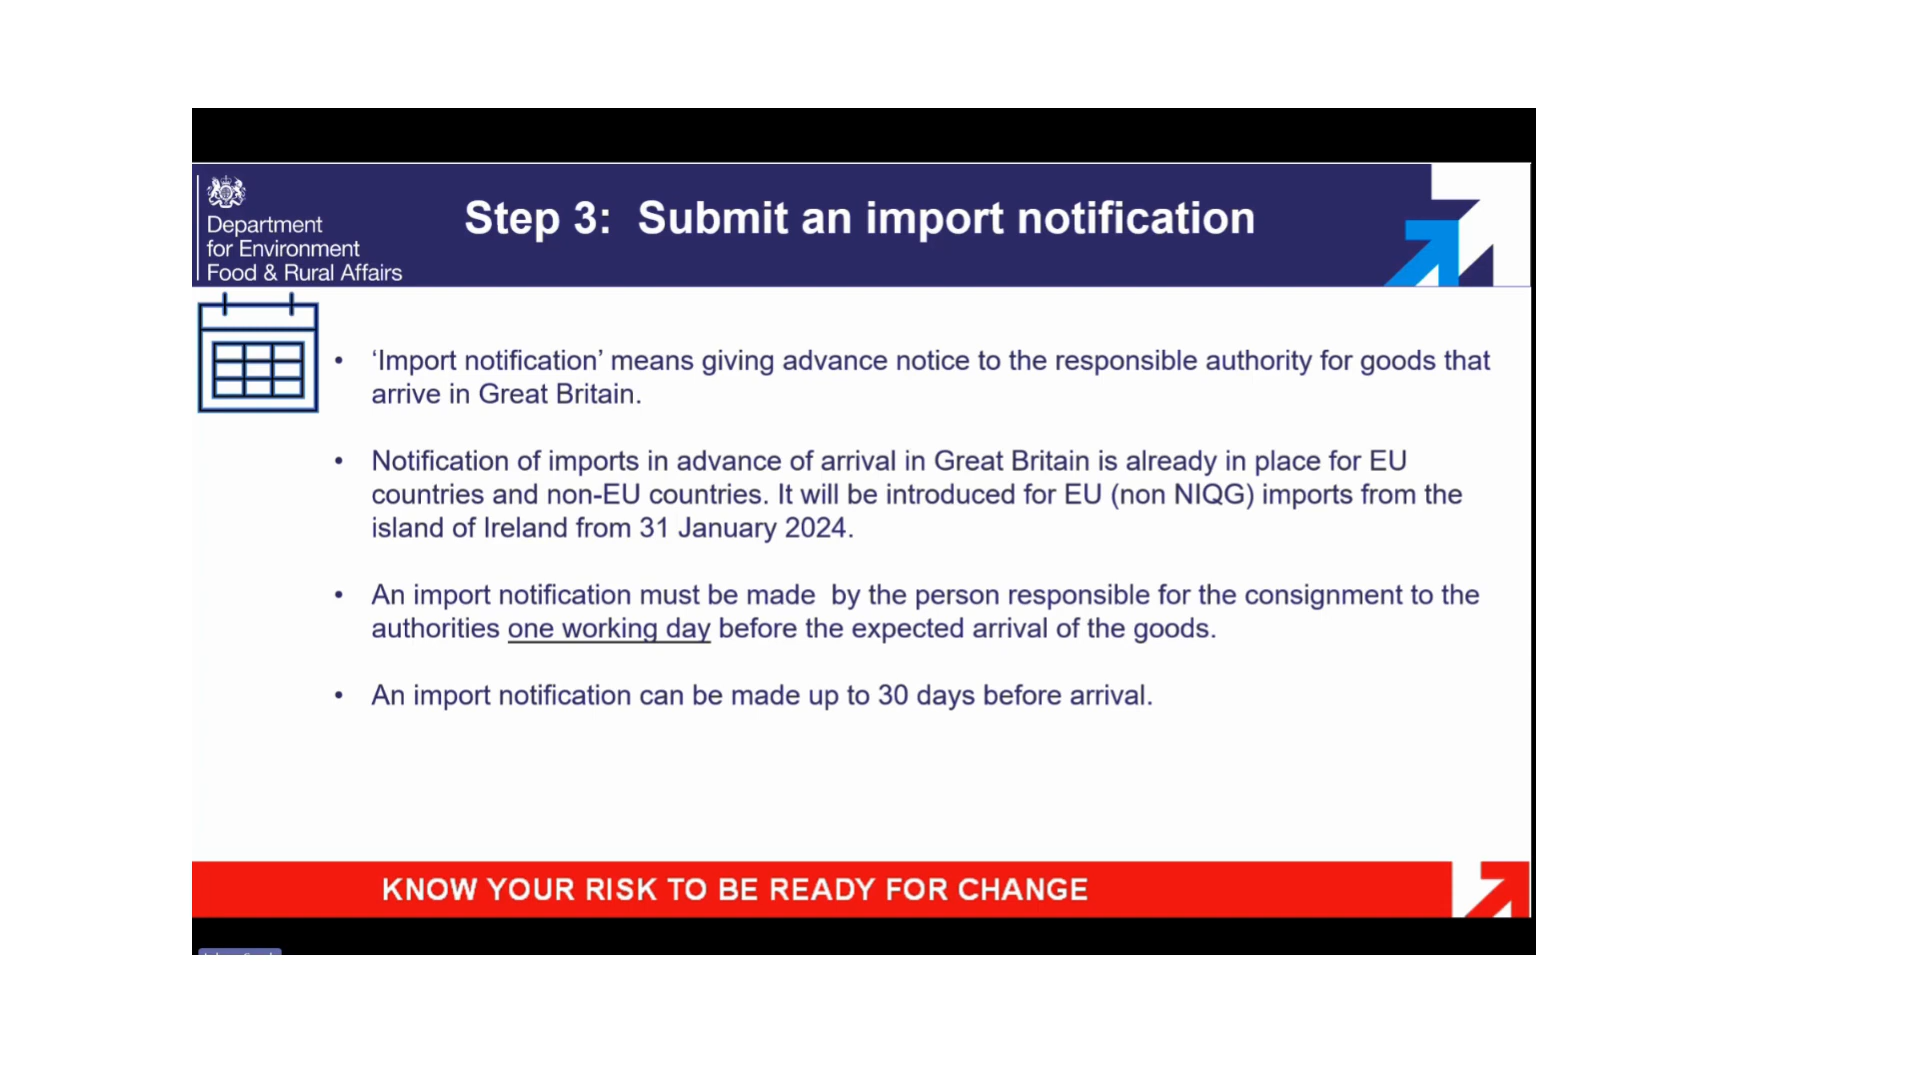 Department
for Environment
Food & Rural Affairs
Step 3: Submit an import notification
• ‘Import notification’ means giving advance notice to the responsible authority for goods that
arrive in Great Britain.
• Notification of imports in advance of arrival in Great Britain is already in place for EU
countries and non-EU countries. It will be introduced for EU (non NIQG) imports from the
island of Ireland from 31 January 2024.
• An import notification must be made  by the person responsible for the consignment to the
authorities one working day before the expected arrival of the goods.
• An import notification can be made up to 30 days before arrival.
KNOW YOUR RISK TO BE READY FOR CHANGE